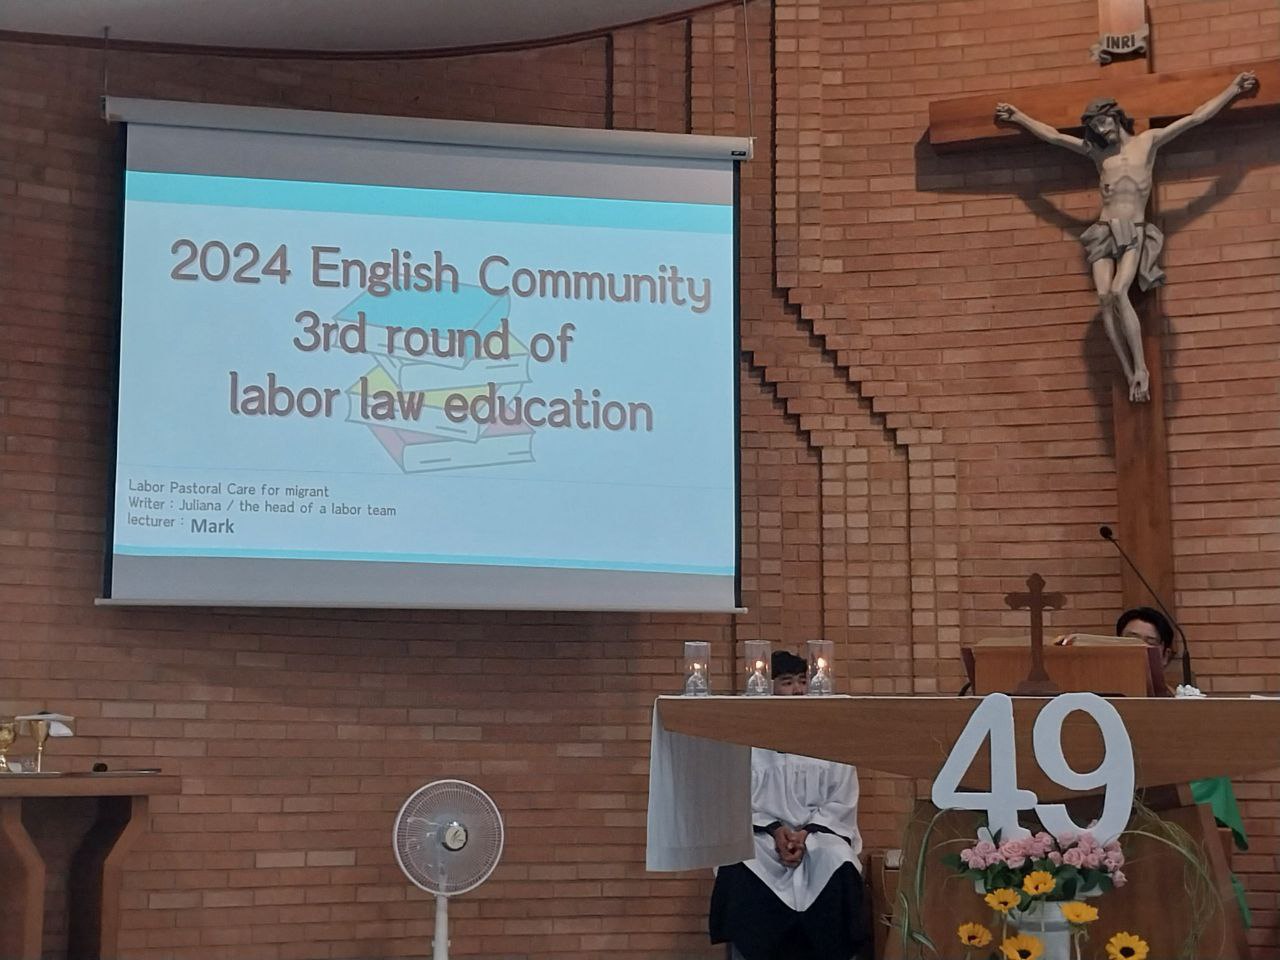 2024 English Community
3rd round of
labor law education
Labor Pastoral Care for migrant
Writer : Juliana / the head of a labor team
lecturer : Mark
INRI
49